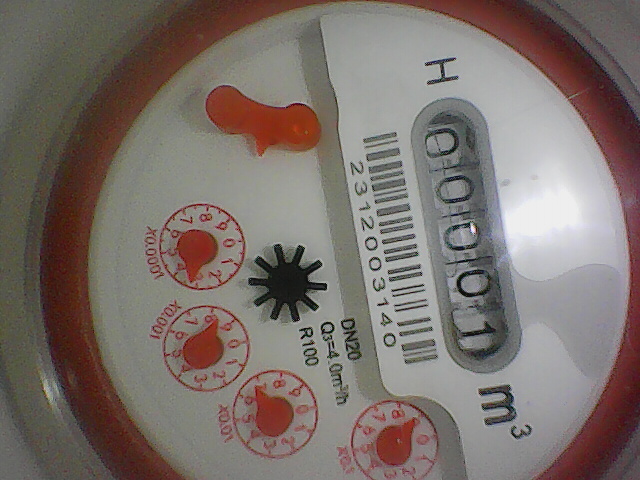 H
00001
m³
2312003140
DN20
Q3=4.0m³/h
R100
X0.0001
X0.001
X0.01
X0.1